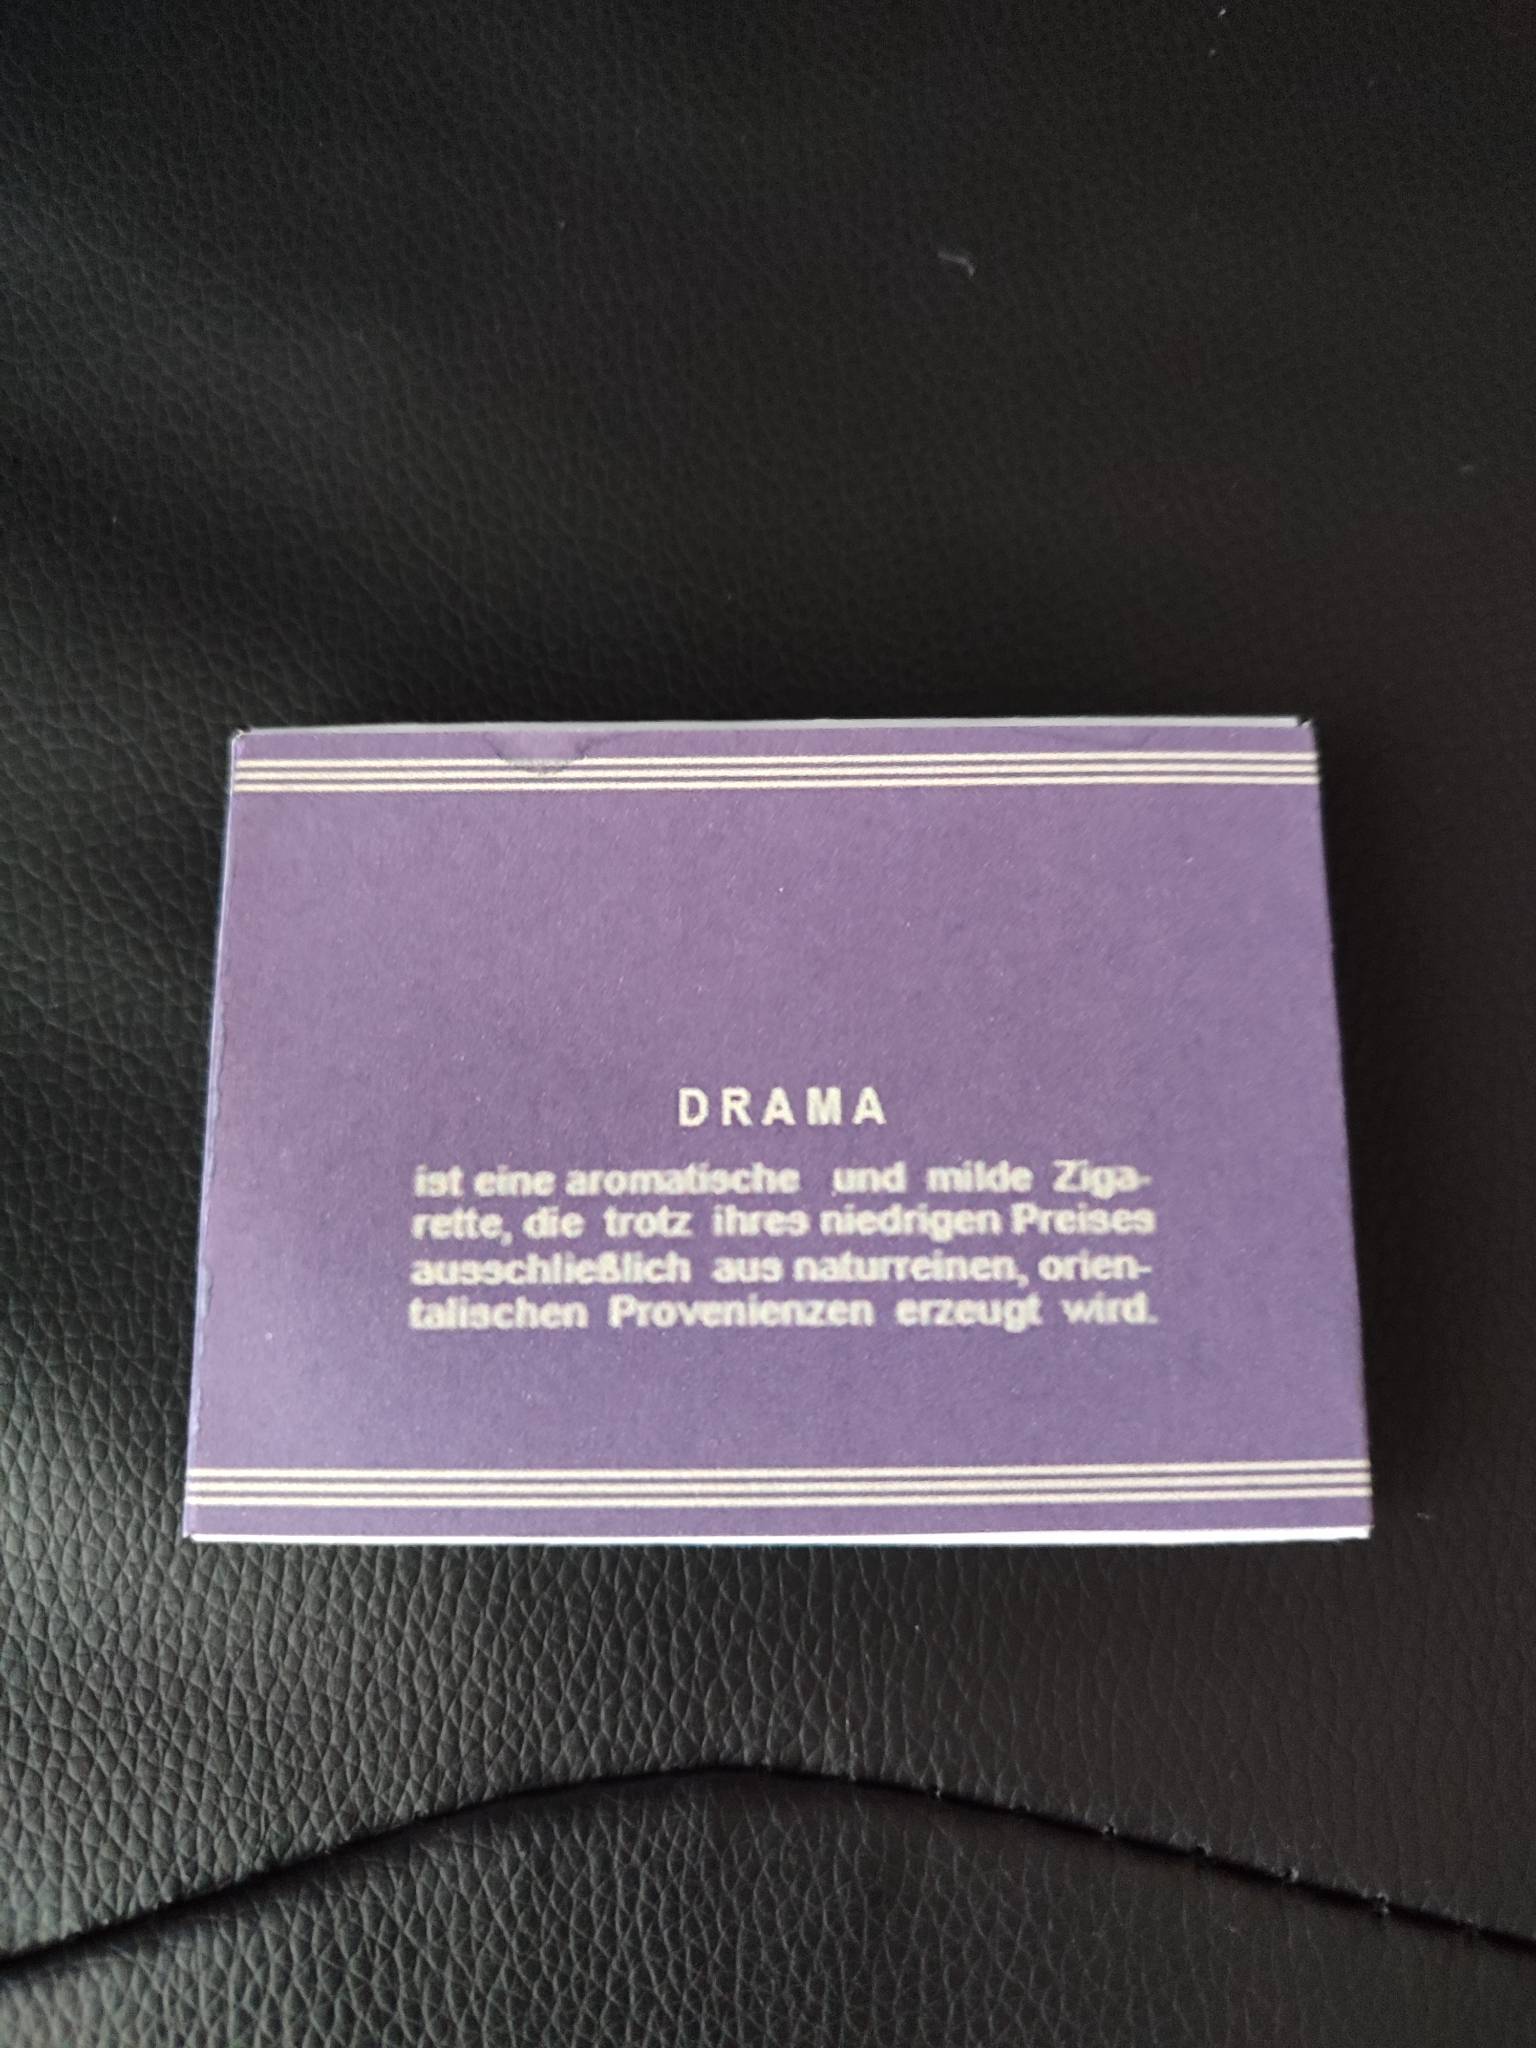 DRAMA
ist eine aromatische und milde Ziga-
rette, die trotz ihres niedrigen Preises
ausschließlich aus naturreinen, orien-
talischen Provenienzen erzeugt wird.